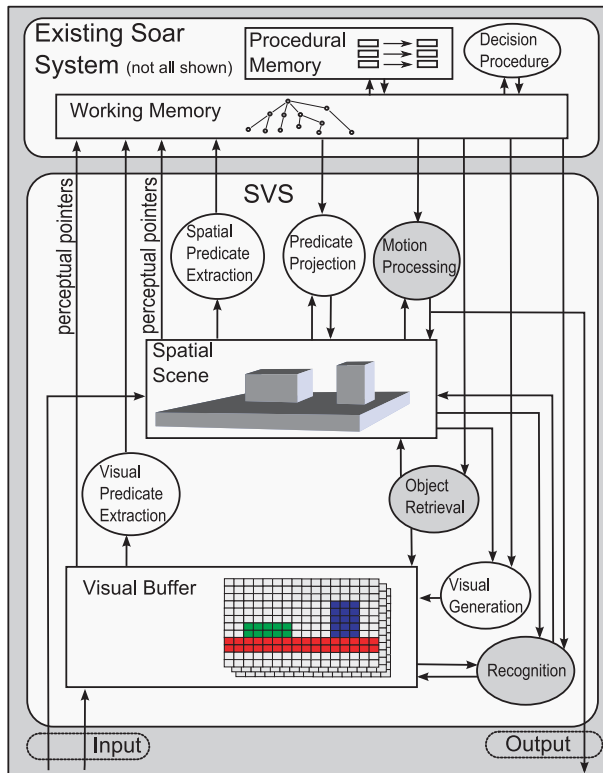 Existing Soar
System (not all shown)
Procedural
Memory
Decision
Procedure
Working Memory
SVS
perceptual pointers
perceptual pointers
Spatial
Predicate
Extraction
Predicate
Projection
Motion
Processing
Spatial
Scene
Visual
Predicate
Extraction
Object
Retrieval
Visual Buffer
Visual
Generation
Recognition
Input
Output